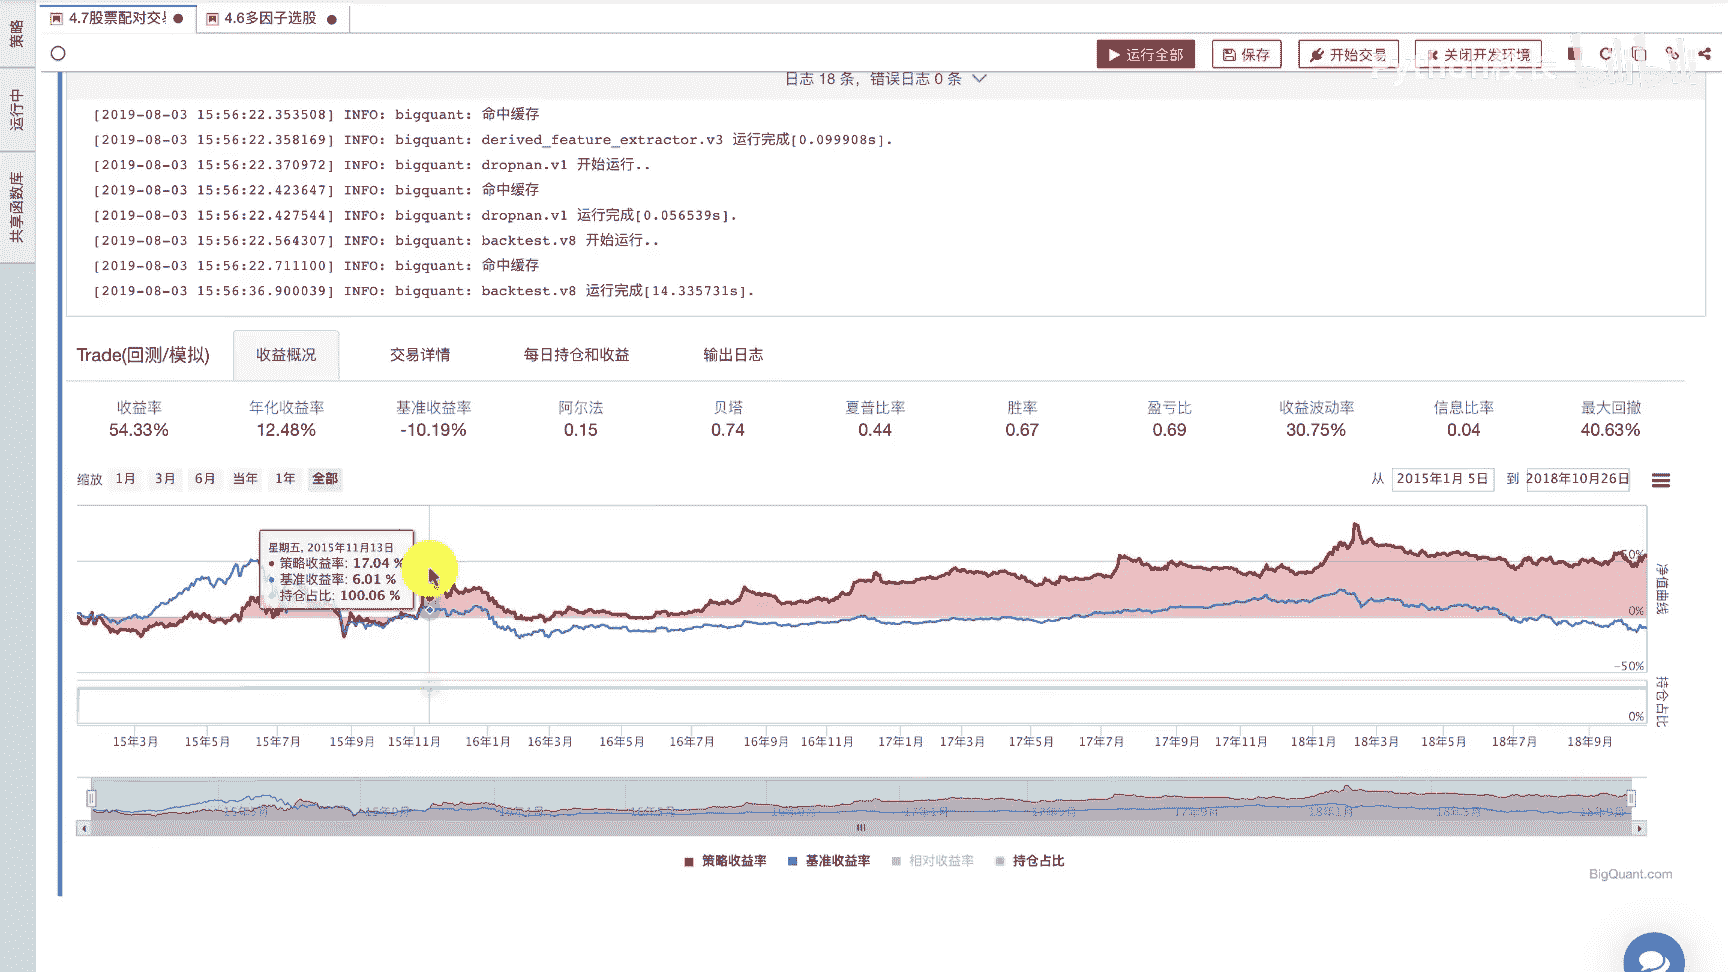 4.7股票配对交易
4.6多因子选股
策略
运行中
共享函数库
运行全部
保存
开始交易
关闭开发环境
日志 18 条，错误日志 0 条
[2019-08-03 15:56:22.353508] INFO: bigquant: 命中缓存
[2019-08-03 15:56:22.358169] INFO: bigquant: derived_feature_extractor.v3 运行完成[0.099908s].
[2019-08-03 15:56:22.370972] INFO: bigquant: dropnan.v1 开始运行..
[2019-08-03 15:56:22.423647] INFO: bigquant: 命中缓存
[2019-08-03 15:56:22.427544] INFO: bigquant: dropnan.v1 运行完成[0.056539s].
[2019-08-03 15:56:22.564307] INFO: bigquant: backtest.v8 开始运行..
[2019-08-03 15:56:22.711100] INFO: bigquant: 命中缓存
[2019-08-03 15:56:36.900039] INFO: bigquant: backtest.v8 运行完成[14.335731s].
Trade(回测/模拟) 收益概况 交易详情 每日持仓和收益 输出日志
收益率 年化收益率 基准收益率 阿尔法 贝塔 夏普比率 胜率 盈亏比 收益波动率 信息比率 最大回撤
54.33% 12.48% -10.19% 0.15 0.74 0.44 0.67 0.69 30.75% 0.04 40.63%
缩放 1月 3月 6月 当年 1年 全部 从 2015年1月 5日 到 2018年10月26日
星期五, 2015年11月13日
策略收益率: 17.04 %
基准收益率: 6.01 %
持仓占比: 100.06 %
50%
0%
-50%
净值曲线
0%
持仓占比
15年3月 15年5月 15年7月 15年9月 15年11月 16年1月 16年3月 16年5月 16年7月 16年9月 16年11月 17年1月 17年3月 17年5月 17年7月 17年9月 17年11月 18年1月 18年3月 18年5月 18年7月 18年9月
策略收益率 基准收益率 相对收益率 持仓占比
BigQuant.com